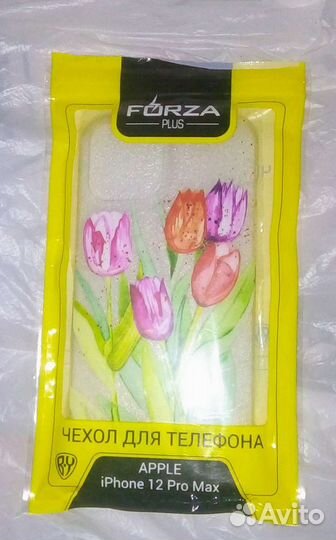 FORZA
PLUS
ЧЕХОЛ ДЛЯ ТЕЛЕФОНА
APPLE
iPhone 12 Pro Max
Avito